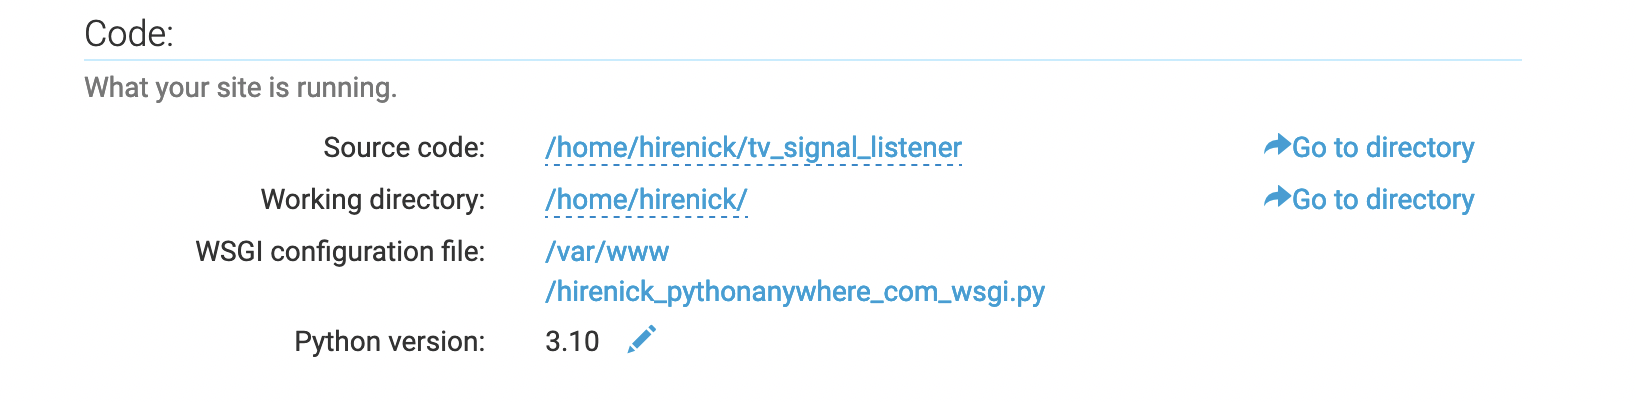 Code:
What your site is running.
Source code: /home/hirenick/tv_signal_listener Go to directory
Working directory: /home/hirenick/ Go to directory
WSGI configuration file: /var/www
/hirenick_pythonanywhere_com_wsgi.py
Python version: 3.10